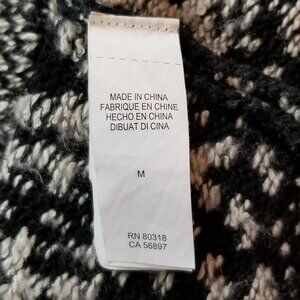 MADE IN CHINA
FABRIQUE EN CHINE
HECHO EN CHINA
DIBUAT DI CINA
M
RN 80318
CA 56897